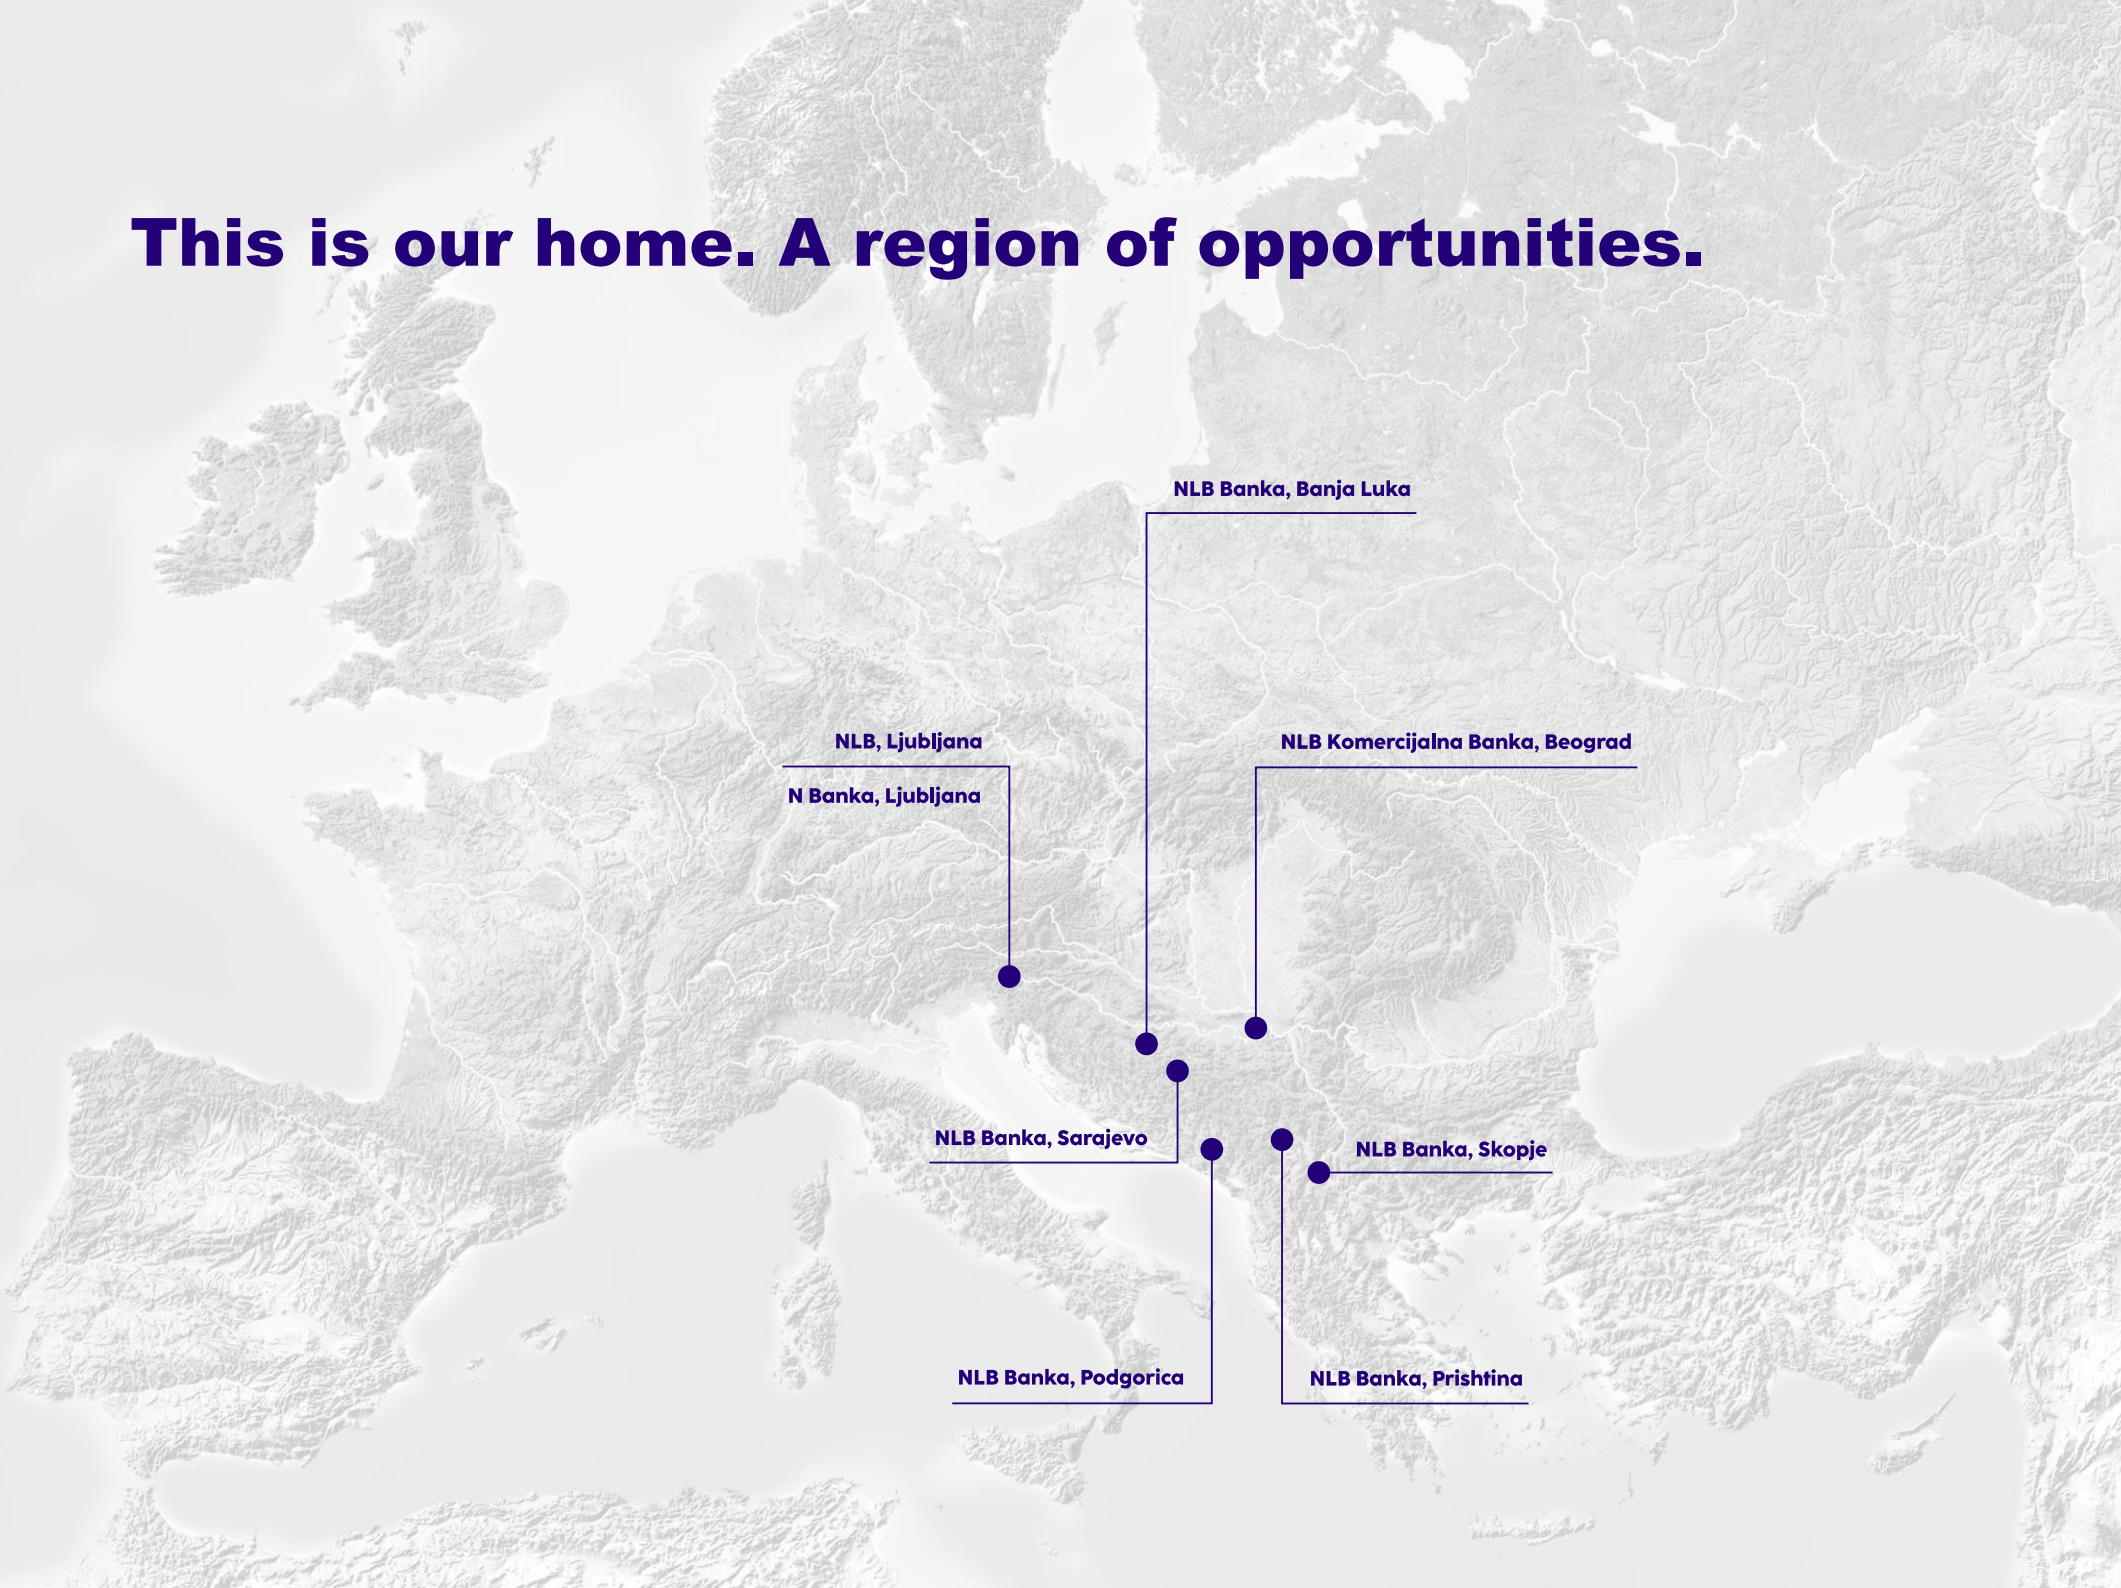 This is our home. A region of opportunities.
NLB Banka, Banja Luka
NLB, Ljubljana
NLB Komercijalna Banka, Beograd
N Banka, Ljubljana
NLB Banka, Sarajevo
NLB Banka, Skopje
NLB Banka, Podgorica
NLB Banka, Prishtina